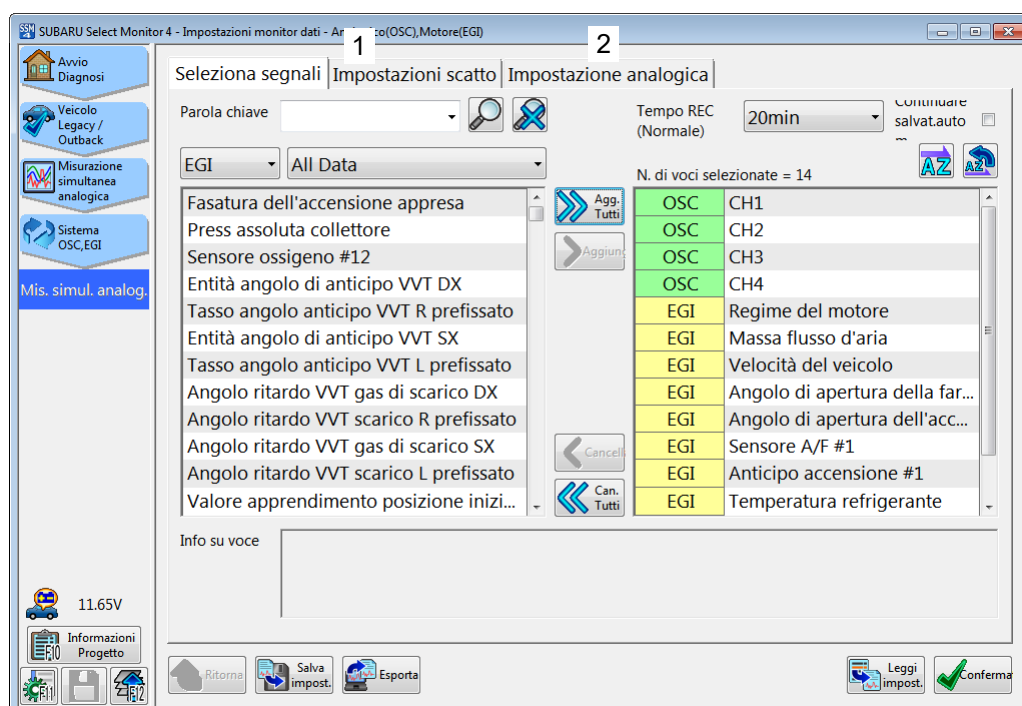 SSM4 SUBARU Select Monitor 4 - Impostazioni monitor dati - An co(OSC),Motore(EGI)
1
2
Avvio
Diagnosi
Veicolo
Legacy /
Outback
Misurazione
simultanea
analogica
Sistema
OSC,EGI
Mis. simul. analog.
11.65V
F10 Informazioni
Progetto
F11 F12
Seleziona segnali Impostazioni scatto Impostazione analogica
Parola chiave
Tempo REC
(Normale)
20min
Continuare
salvat.auto
m
EGI All Data
N. di voci selezionate = 14
AZ AZ
Fasatura dell'accensione appresa
Press assoluta collettore
Sensore ossigeno #12
Entità angolo di anticipo VVT DX
Tasso angolo anticipo VVT R prefissato
Entità angolo di anticipo VVT SX
Tasso angolo anticipo VVT L prefissato
Angolo ritardo VVT gas di scarico DX
Angolo ritardo VVT scarico R prefissato
Angolo ritardo VVT gas di scarico SX
Angolo ritardo VVT scarico L prefissato
Valore apprendimento posizione inizi...
Agg.
Tutti
Aggiung
Cancell
Can.
Tutti
OSC CH1
OSC CH2
OSC CH3
OSC CH4
EGI Regime del motore
EGI Massa flusso d'aria
EGI Velocità del veicolo
EGI Angolo di apertura della far...
EGI Angolo di apertura dell'acc...
EGI Sensore A/F #1
EGI Anticipo accensione #1
EGI Temperatura refrigerante
Info su voce
Ritorna
Salva
impost.
Esporta
Leggi
impost.
Conferma